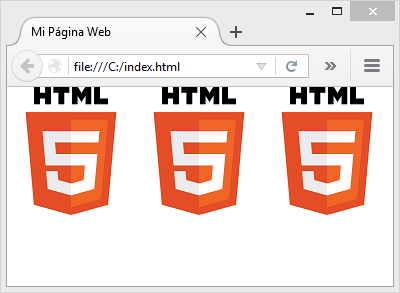 Mi Página Web
file:///C:/index.html
HTML HTML HTML
5 5 5